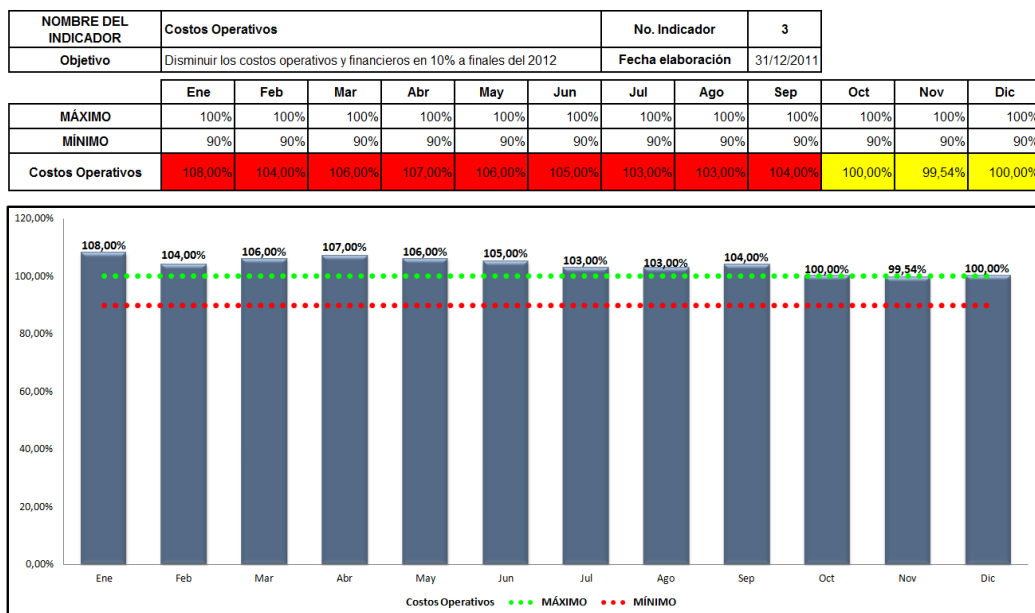 NOMBRE DEL INDICADOR Costos Operativos No. Indicador 3
Objetivo Disminuir los costos operativos y financieros en 10% a finales del 2012 Fecha elaboración 31/12/2011
Ene Feb Mar Abr May Jun Jul Ago Sep Oct Nov Dic
MÁXIMO 100% 100% 100% 100% 100% 100% 100% 100% 100% 100% 100% 100%
MÍNIMO 90% 90% 90% 90% 90% 90% 90% 90% 90% 90% 90% 90%
Costos Operativos 108,00% 104,00% 106,00% 107,00% 106,00% 105,00% 103,00% 103,00% 104,00% 100,00% 99,54% 100,00%
120,00%
108,00% 104,00% 106,00% 107,00% 106,00% 105,00% 103,00% 103,00% 104,00% 100,00% 99,54% 100,00%
100,00%
80,00%
60,00%
40,00%
20,00%
0,00%
Ene Feb Mar Abr May Jun Jul Ago Sep Oct Nov Dic
Costos Operativos MÁXIMO MÍNIMO